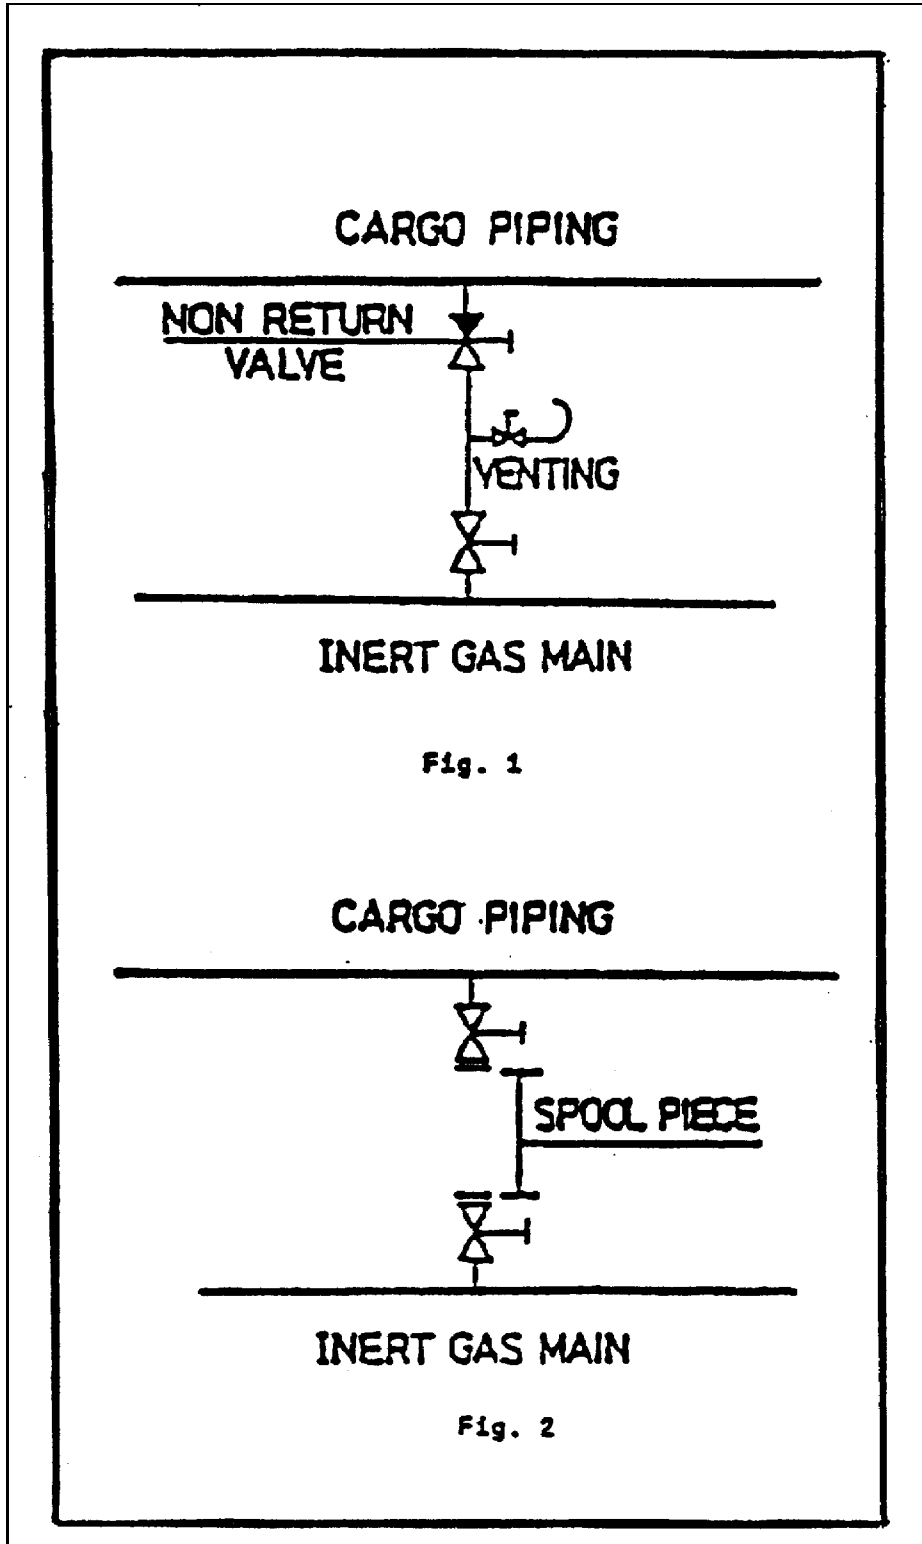 CARGO PIPING
NON RETURN
VALVE
VENTING
INERT GAS MAIN
Fig. 1
CARGO PIPING
SPOOL PIECE
INERT GAS MAIN
Fig. 2